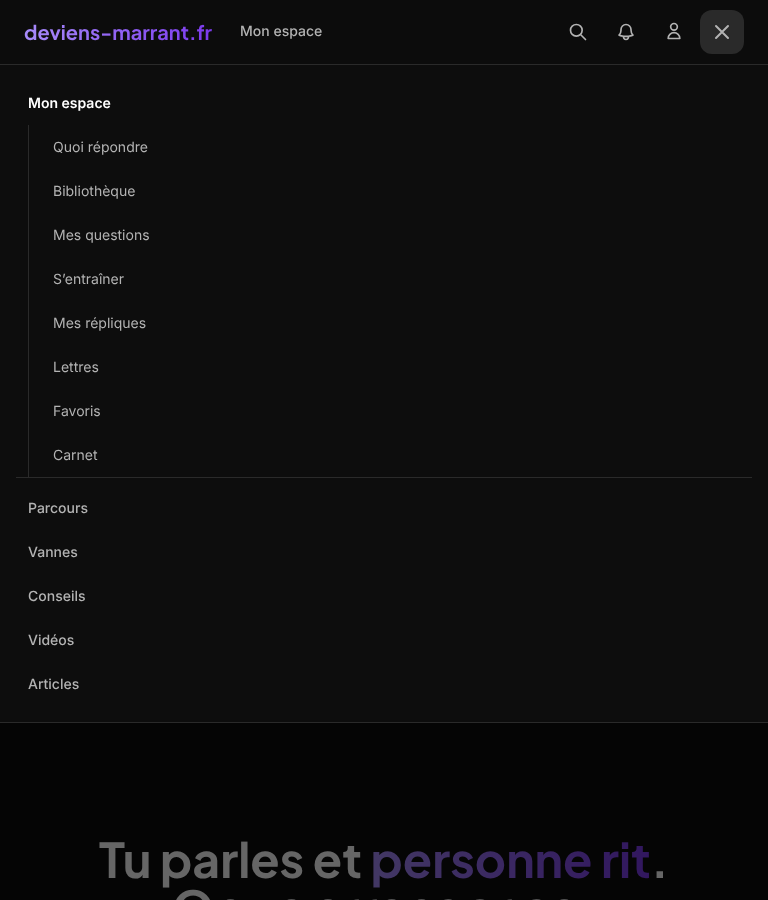 deviens-marrant.fr
Mon espace
Mon espace
Quoi répondre
Bibliothèque
Mes questions
S’entraîner
Mes répliques
Lettres
Favoris
Carnet
Parcours
Vannes
Conseils
Vidéos
Articles
Tu parles et personne rit.